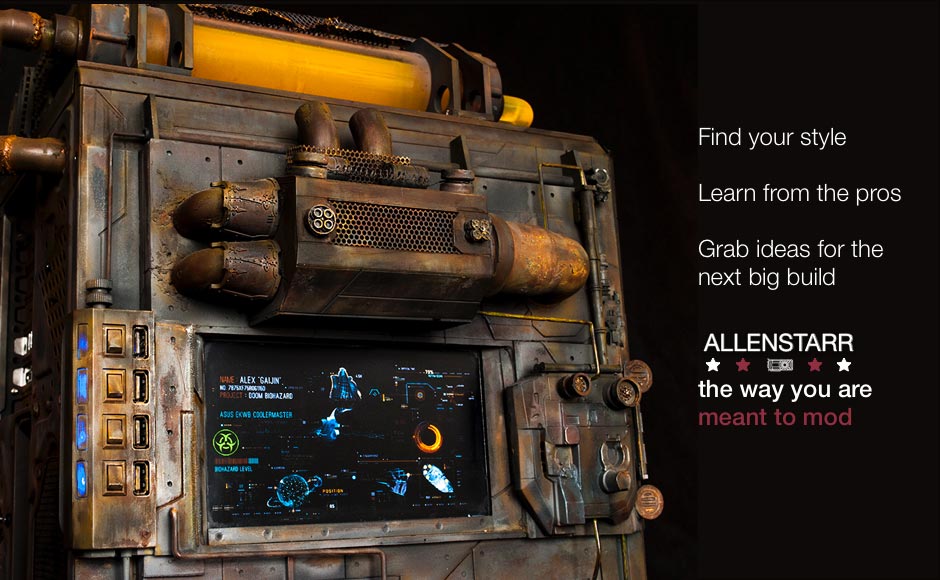 Find your style
Learn from the pros
Grab ideas for the
next big build
ALLENSTARR
the way you are
meant to mod
NAME: ALEX "GAIJIN"
PROJECT: DOOM BIOHAZARD
ASUS EKWB COOLERMASTER
BIOHAZARD LEVEL
POSITION